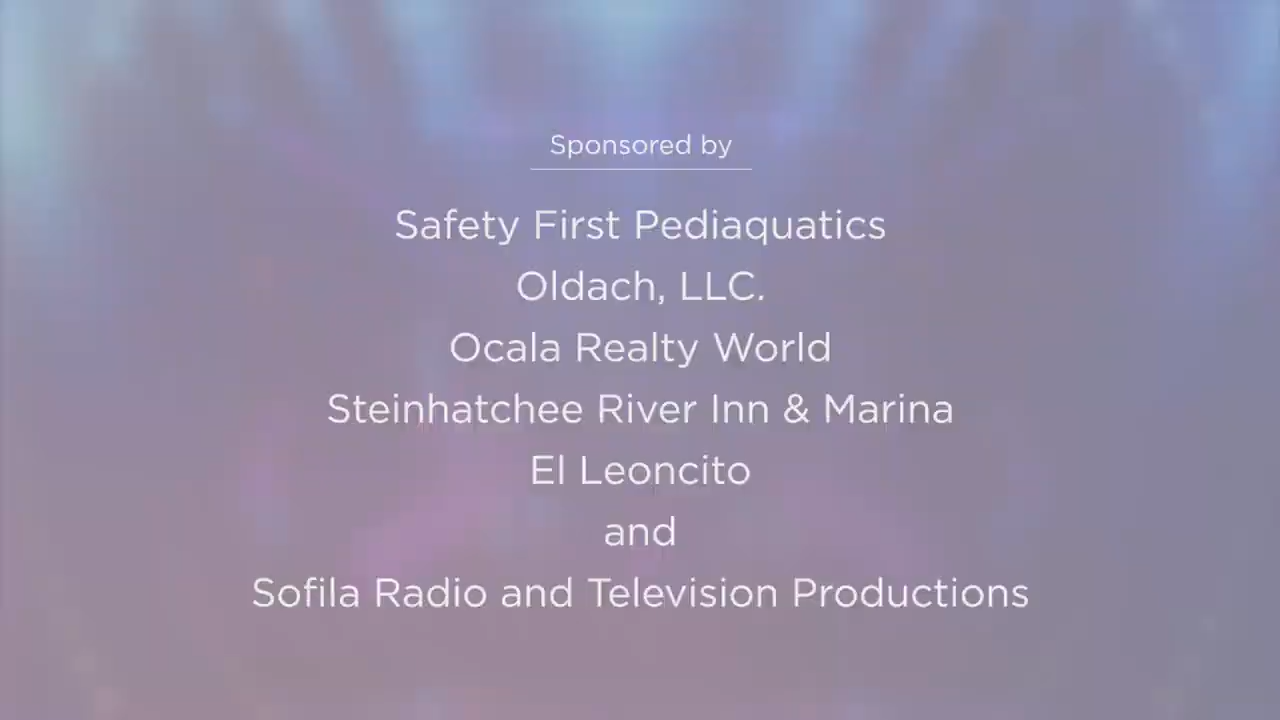 Sponsored by
Safety First Pediaquatics
Oldach, LLC.
Ocala Realty World
Steinhatchee River Inn & Marina
El Leoncito
and
Sofila Radio and Television Productions